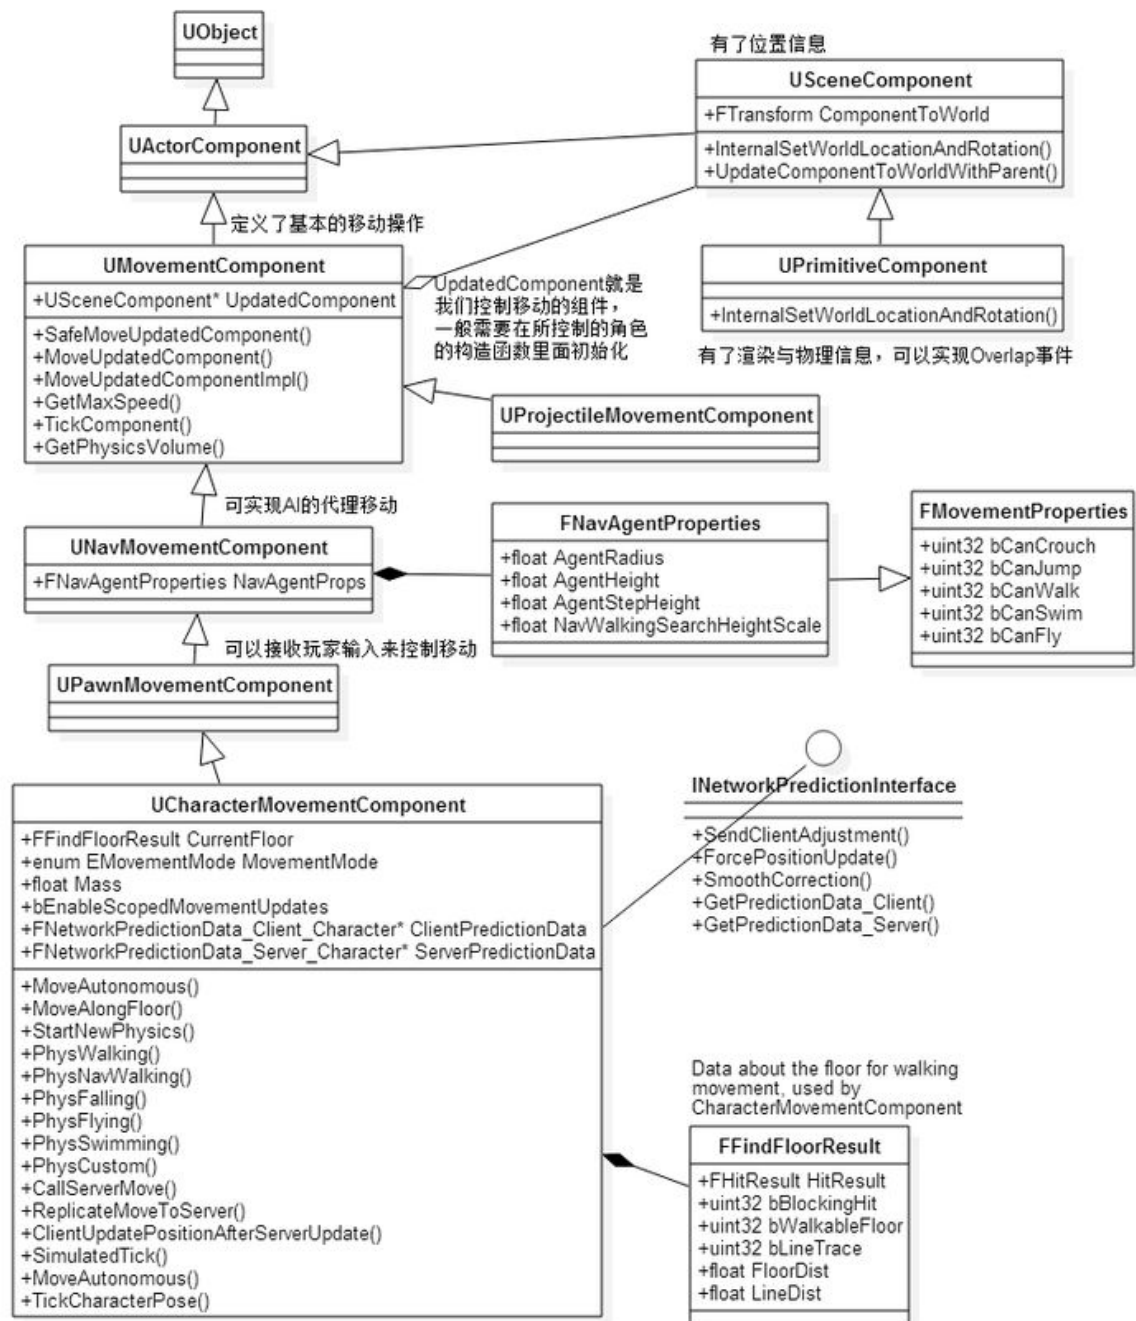 UObject
有了位置信息
USceneComponent
+FTransform ComponentToWorld
+InternalSetWorldLocationAndRotation()
+UpdateComponentToWorldWithParent()
UActorComponent
定义了基本的移动操作
UMovementComponent
+USceneComponent* UpdatedComponent
+SafeMoveUpdatedComponent()
+MoveUpdatedComponent()
+MoveUpdatedComponentImpl()
+GetMaxSpeed()
+TickComponent()
+GetPhysicsVolume()
UpdatedComponent就是
我们控制移动的组件，
一般需要在所控制的角色
的构造函数里面初始化
UPrimitiveComponent
+InternalSetWorldLocationAndRotation()
有了渲染与物理信息，可以实现Overlap事件
UProjectileMovementComponent
可实现AI的代理移动
UNavMovementComponent
+FNavAgentProperties NavAgentProps
FNavAgentProperties
+float AgentRadius
+float AgentHeight
+float AgentStepHeight
+float NavWalkingSearchHeightScale
FMovementProperties
+uint32 bCanCrouch
+uint32 bCanJump
+uint32 bCanWalk
+uint32 bCanSwim
+uint32 bCanFly
可以接收玩家输入来控制移动
UPawnMovementComponent
UCharacterMovementComponent
+FFindFloorResult CurrentFloor
+enum EMovementMode MovementMode
+float Mass
+bEnableScopedMovementUpdates
+FNetworkPredictionData_Client_Character* ClientPredictionData
+FNetworkPredictionData_Server_Character* ServerPredictionData
+MoveAutonomous()
+MoveAlongFloor()
+StartNewPhysics()
+PhysWalking()
+PhysNavWalking()
+PhysFalling()
+PhysFlying()
+PhysSwimming()
+PhysCustom()
+CallServerMove()
+ReplicateMoveToServer()
+ClientUpdatePositionAfterServerUpdate()
+SimulatedTick()
+MoveAutonomous()
+TickCharacterPose()
INetworkPredictionInterface
+SendClientAdjustment()
+ForcePositionUpdate()
+SmoothCorrection()
+GetPredictionData_Client()
+GetPredictionData_Server()
Data about the floor for walking
movement, used by
CharacterMovementComponent
FFindFloorResult
+FHitResult HitResult
+uint32 bBlockingHit
+uint32 bWalkableFloor
+uint32 bLineTrace
+float FloorDist
+float LineDist